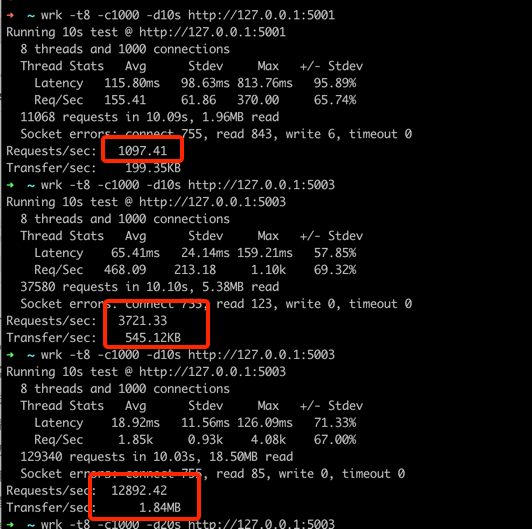 ➜ ~ wrk -t8 -c1000 -d10s http://127.0.0.1:5001
Running 10s test @ http://127.0.0.1:5001
8 threads and 1000 connections
Thread Stats Avg Stdev Max +/- Stdev
Latency 115.80ms 98.63ms 813.76ms 95.89%
Req/Sec 155.41 61.86 370.00 65.74%
11068 requests in 10.09s, 1.96MB read
Socket errors: connect 755, read 843, write 6, timeout 0
Requests/sec: 1097.41
Transfer/sec: 199.35KB
➜ ~ wrk -t8 -c1000 -d10s http://127.0.0.1:5003
Running 10s test @ http://127.0.0.1:5003
8 threads and 1000 connections
Thread Stats Avg Stdev Max +/- Stdev
Latency 65.41ms 24.14ms 159.21ms 57.85%
Req/Sec 468.09 213.18 1.10k 69.32%
37580 requests in 10.10s, 5.38MB read
Socket errors: connect 755, read 123, write 0, timeout 0
Requests/sec: 3721.33
Transfer/sec: 545.12KB
➜ ~ wrk -t8 -c1000 -d10s http://127.0.0.1:5003
Running 10s test @ http://127.0.0.1:5003
8 threads and 1000 connections
Thread Stats Avg Stdev Max +/- Stdev
Latency 18.92ms 11.56ms 126.09ms 71.33%
Req/Sec 1.85k 0.93k 4.08k 67.00%
129340 requests in 10.03s, 18.50MB read
Socket errors: connect 755, read 85, write 0, timeout 0
Requests/sec: 12892.42
Transfer/sec: 1.84MB
➜ ~ wrk -t8 -c1000 -d20s http://127.0.0.1:5003